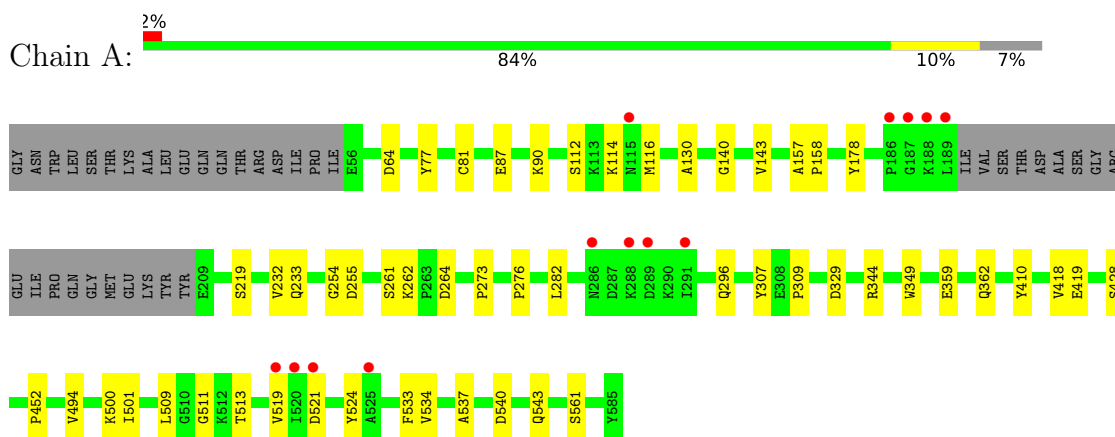 2%
Chain A:
84% 10% 7%
GLY ASN TRP LEU SER THR LYS ALA LEU GLU GLN GLN THR ARG ASP ILE PRO ILE E56 D64 Y77 C81 E87 K90 S112 K113 K114 N115 M116 A130 G140 V143 A157 P158 Y178 P186 G187 K188 L189 ILE VAL SER THR ASP ALA SER GLY ARG
GLU ILE PRO GLN GLY MET GLU LYS TYR TYR E209 S219 V232 Q233 G254 D255 S261 K262 P263 D264 P273 P276 L282 N286 D287 K288 D289 K290 I291 Q296 Y307 E308 P309 D329 R344 W349 E359 Q362 Y410 V418 E419 S428
P452 V494 K500 I501 L509 G510 G511 K512 T513 V519 I520 D521 Y524 A525 F533 V534 A537 D540 Q543 S561 Y585